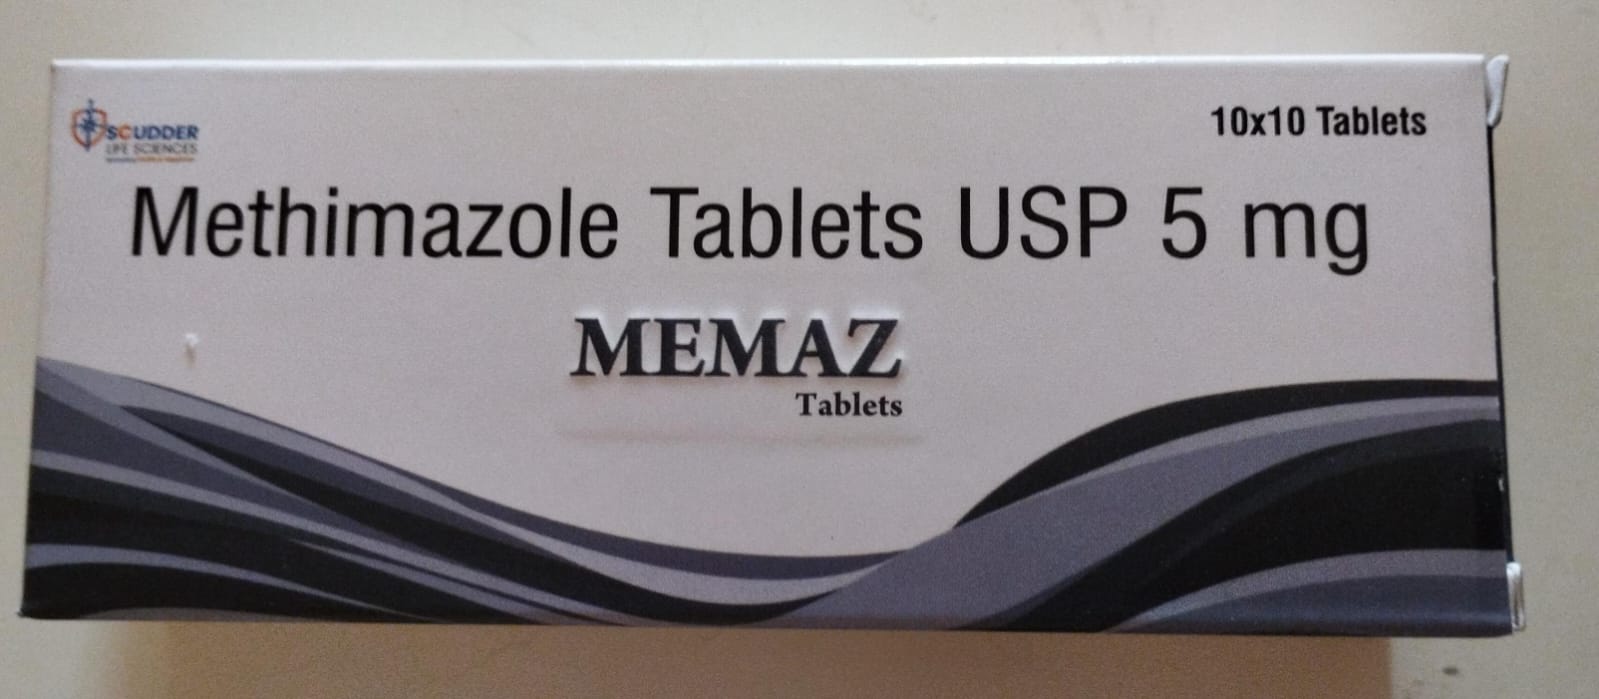 SCUDDER
LIFE SCIENCES
10x10 Tablets
Methimazole Tablets USP 5 mg
MEMAZ
Tablets